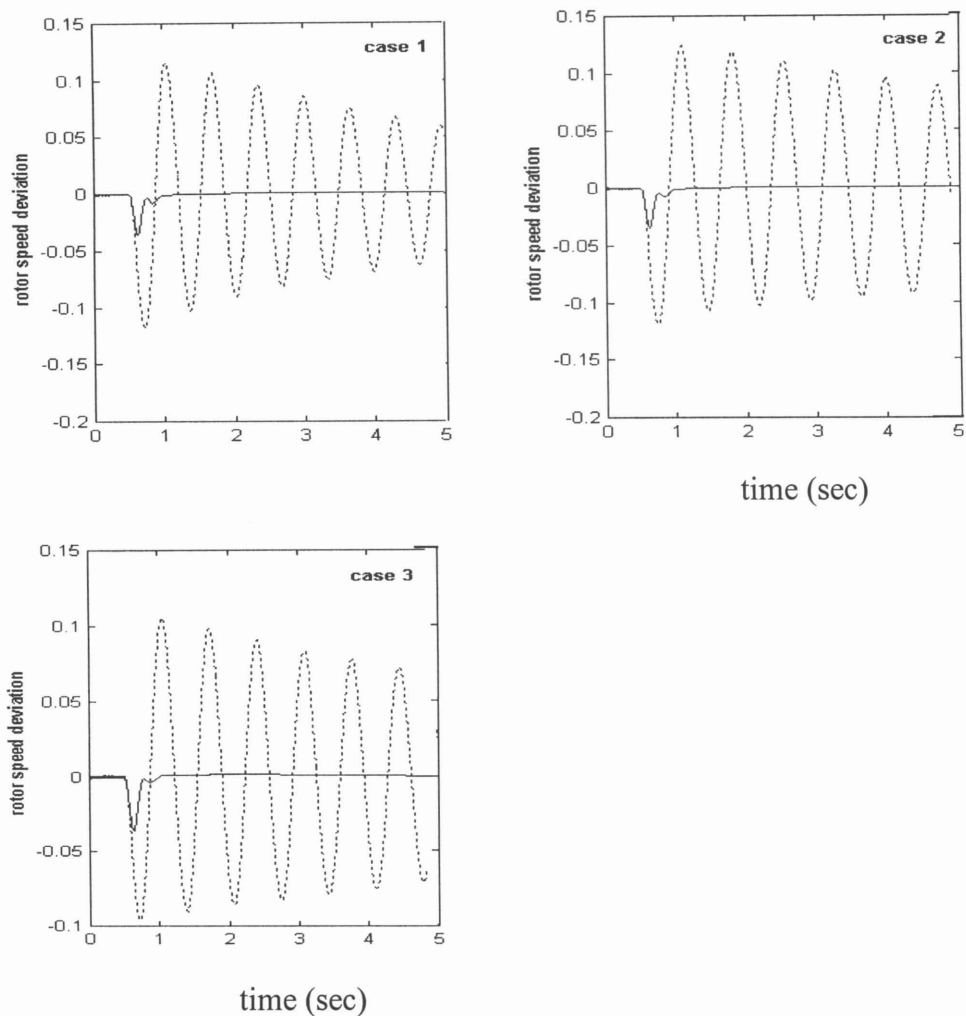 0.15
case 1
0.1
0.05
0
-0.05
-0.1
-0.15
-0.2
rotor speed deviation
0 1 2 3 4 5
0.15
case 2
0.1
0.05
0
-0.05
-0.1
-0.15
-0.2
rotor speed deviation
0 1 2 3 4 5
time (sec)
0.15
case 3
0.1
0.05
0
-0.05
-0.1
rotor speed deviation
0 1 2 3 4 5
time (sec)